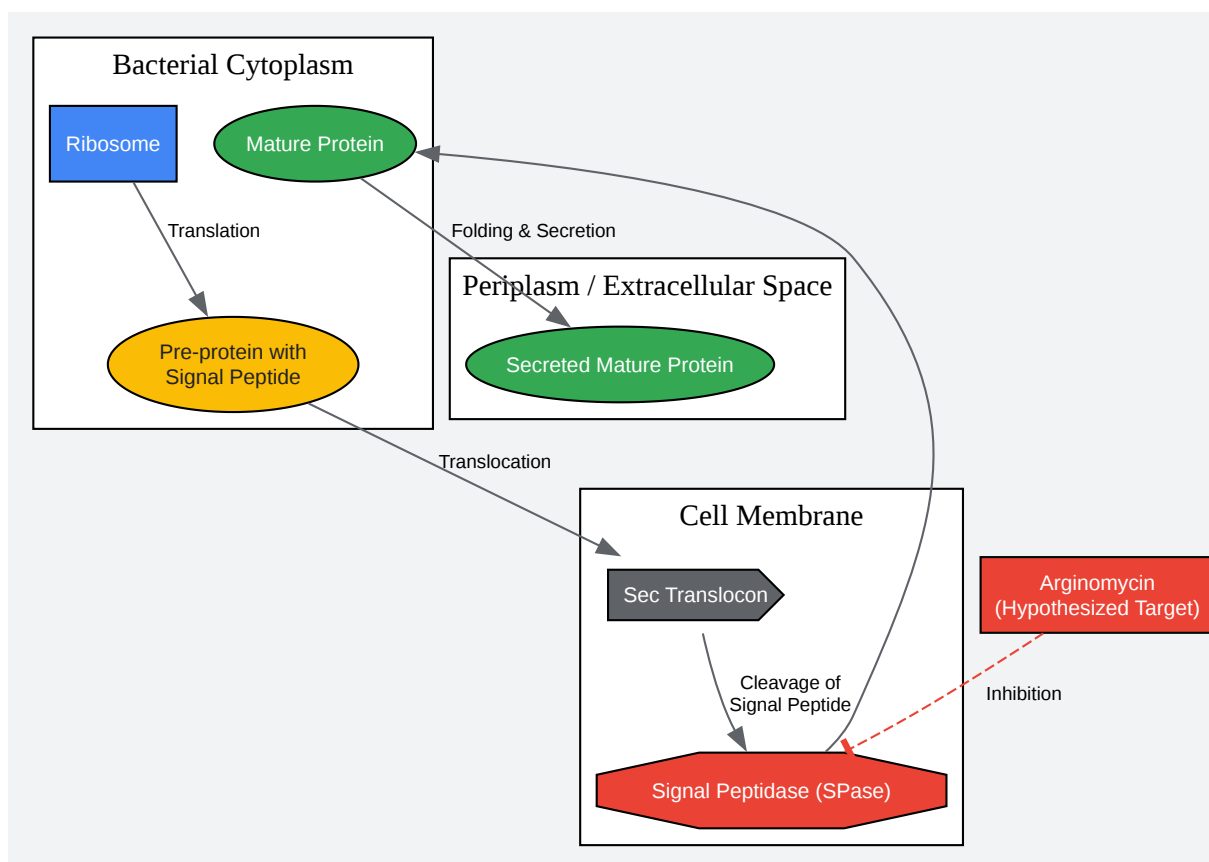 Bacterial Cytoplasm
Ribosome
Mature Protein
Translation
Folding & Secretion
Periplasm / Extracellular Space
Pre-protein with
Signal Peptide
Secreted Mature Protein
Translocation
Cell Membrane
Sec Translocon
Arginomycin
(Hypothesized Target)
Cleavage of
Signal Peptide
Inhibition
Signal Peptidase (SPase)